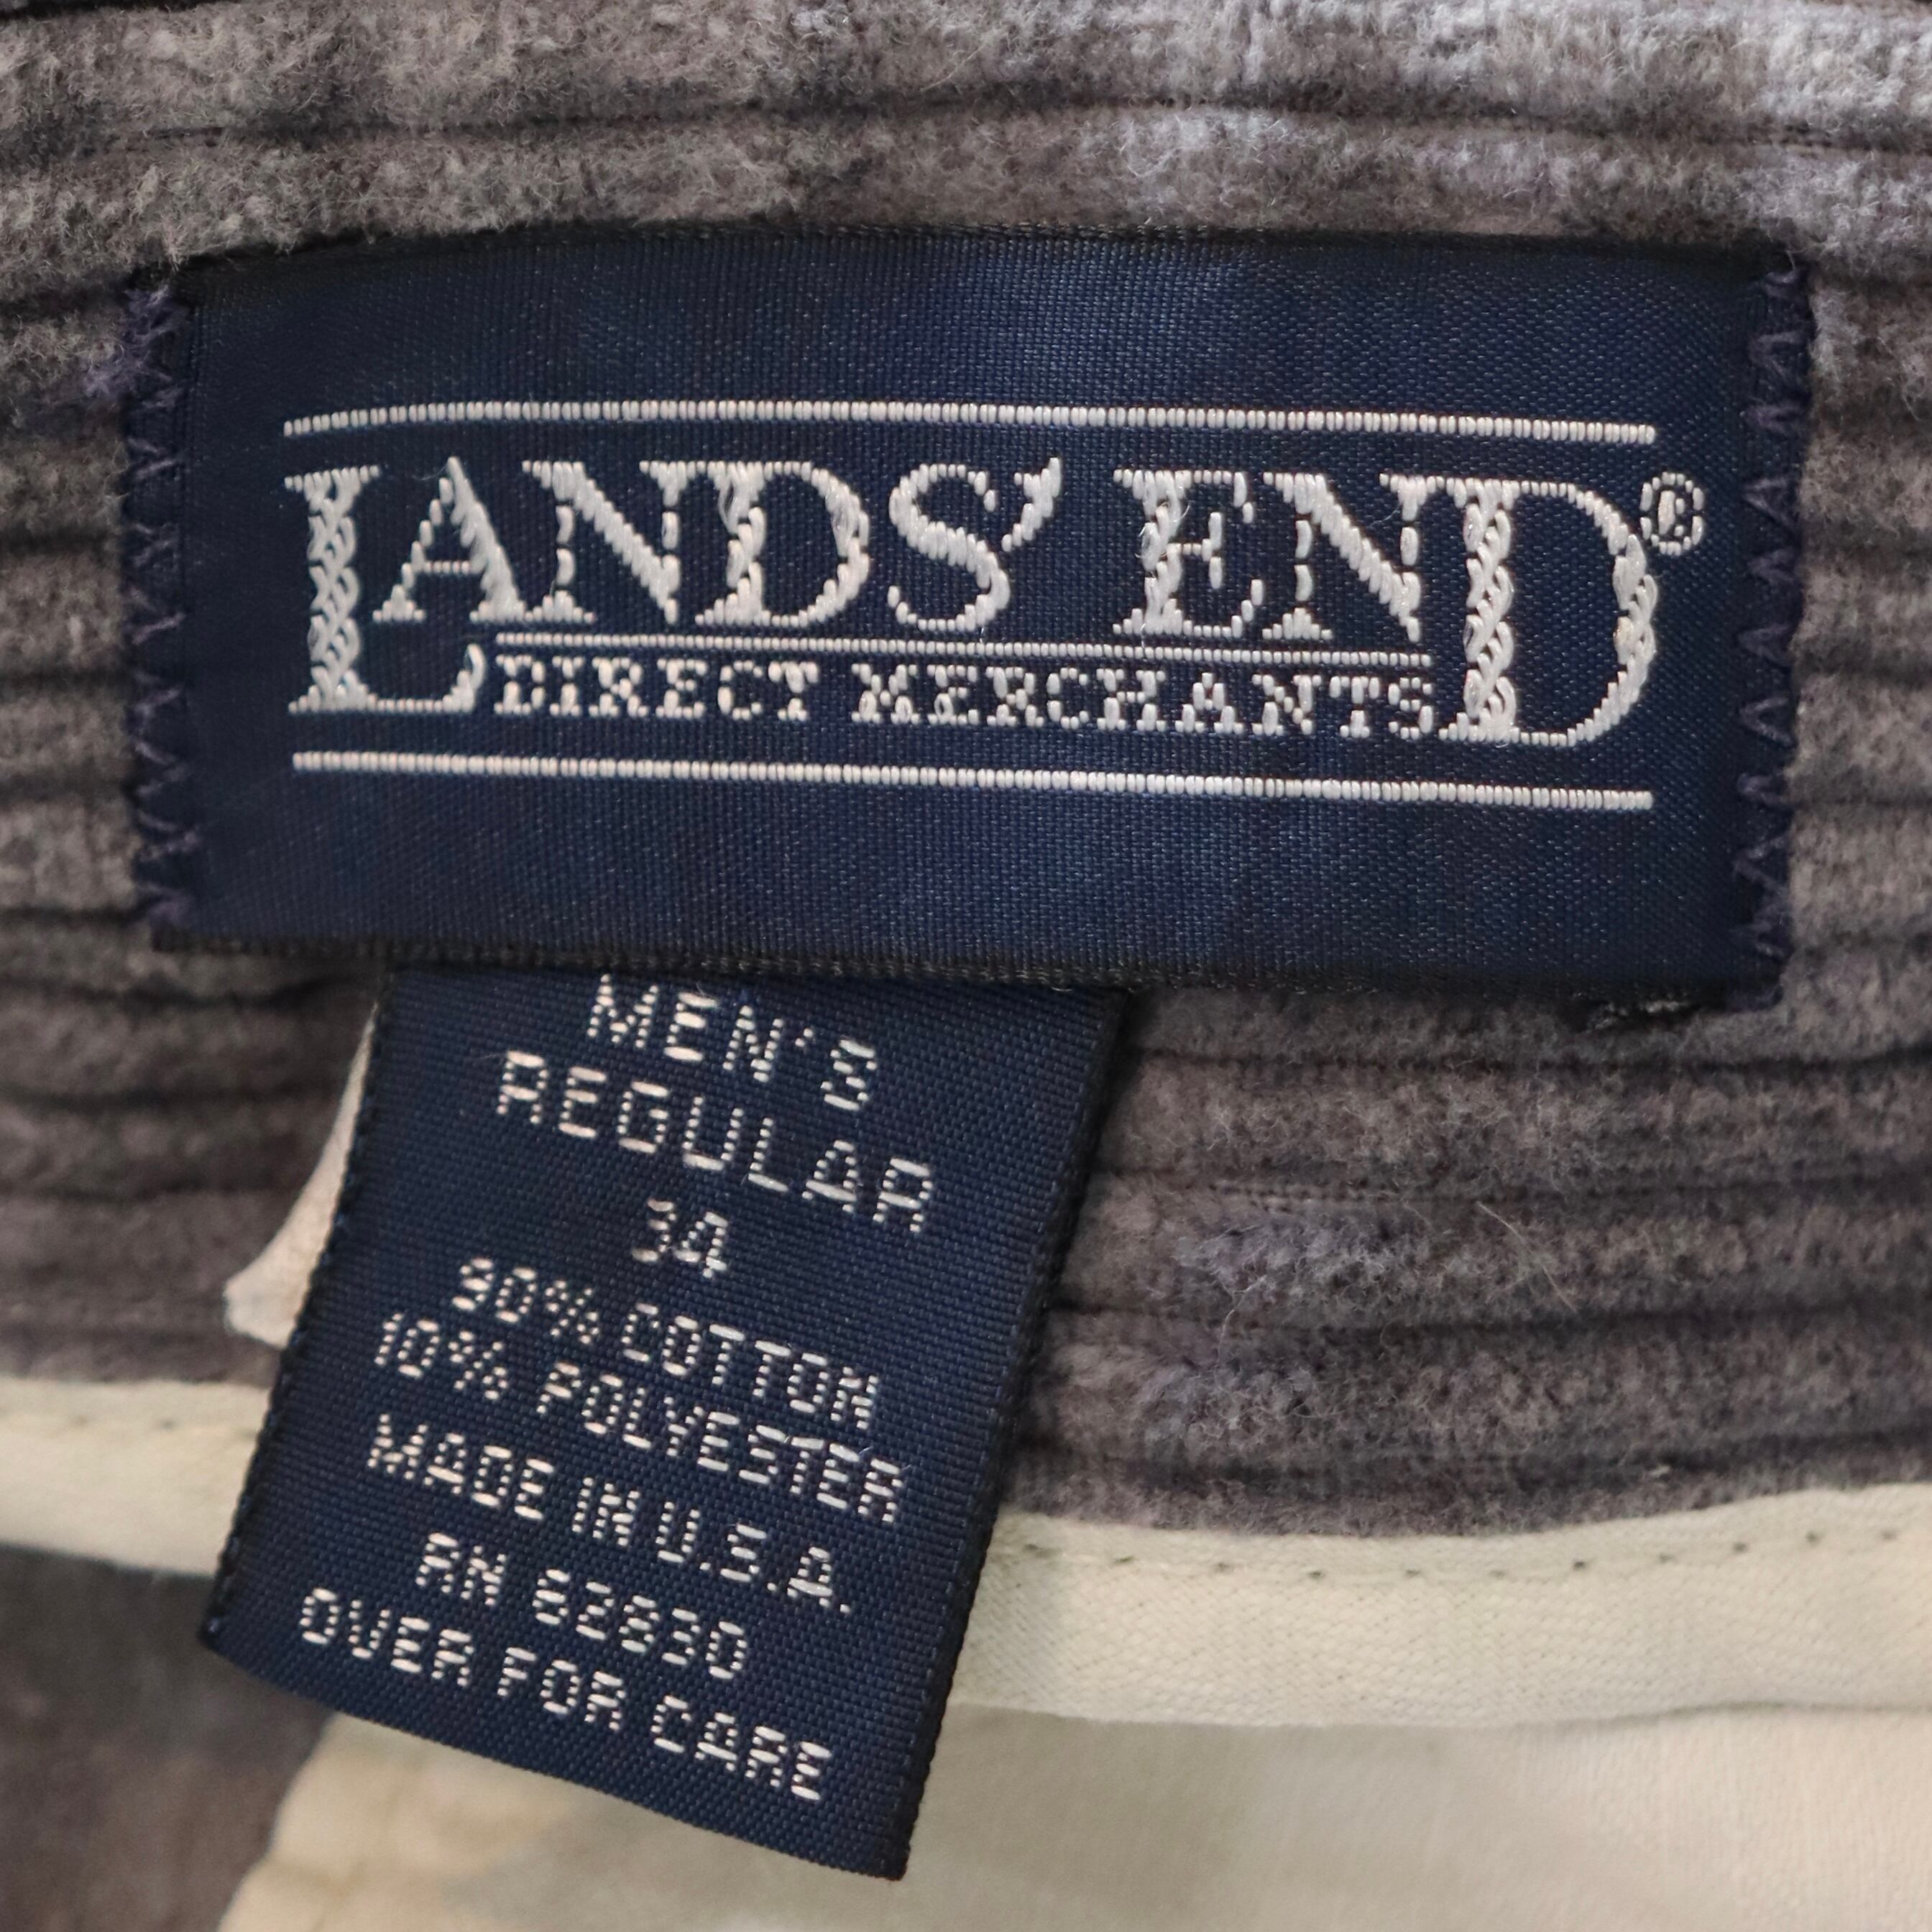 LANDS' END®
DIRECT MERCHANTS
MEN'S
REGULAR
34
90% COTTON
10% POLYESTER
MADE IN U.S.A.
RN 62830
OVER FOR CARE